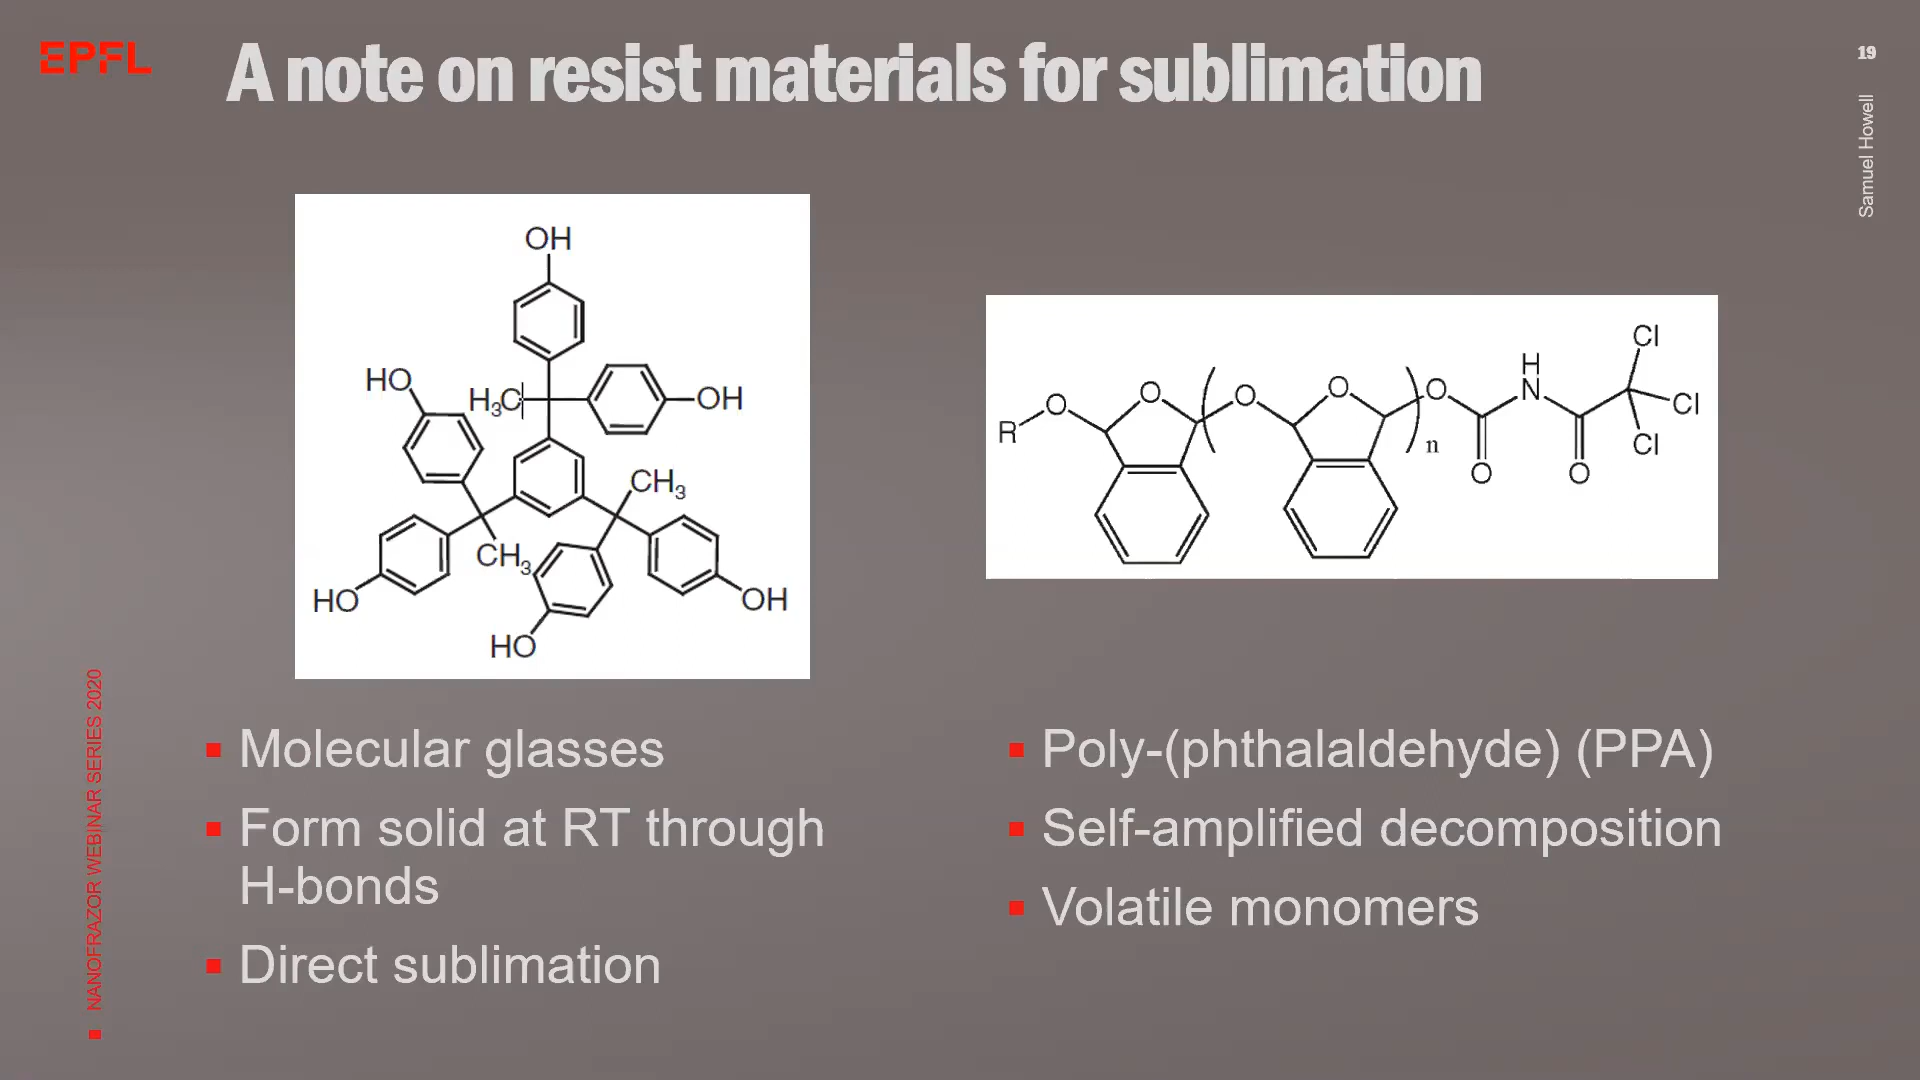 EPFL
A note on resist materials for sublimation
19
Samuel Howell
OH
HO
H₃C
OH
CH₃
CH₃
HO
OH
HO
Cl
H
O
O
O
O
O
N
Cl
R
n
Cl
O
O
Molecular glasses
Form solid at RT through
H-bonds
Direct sublimation
Poly-(phthalaldehyde) (PPA)
Self-amplified decomposition
Volatile monomers
NANOFRAZOR WEBINAR SERIES 2020